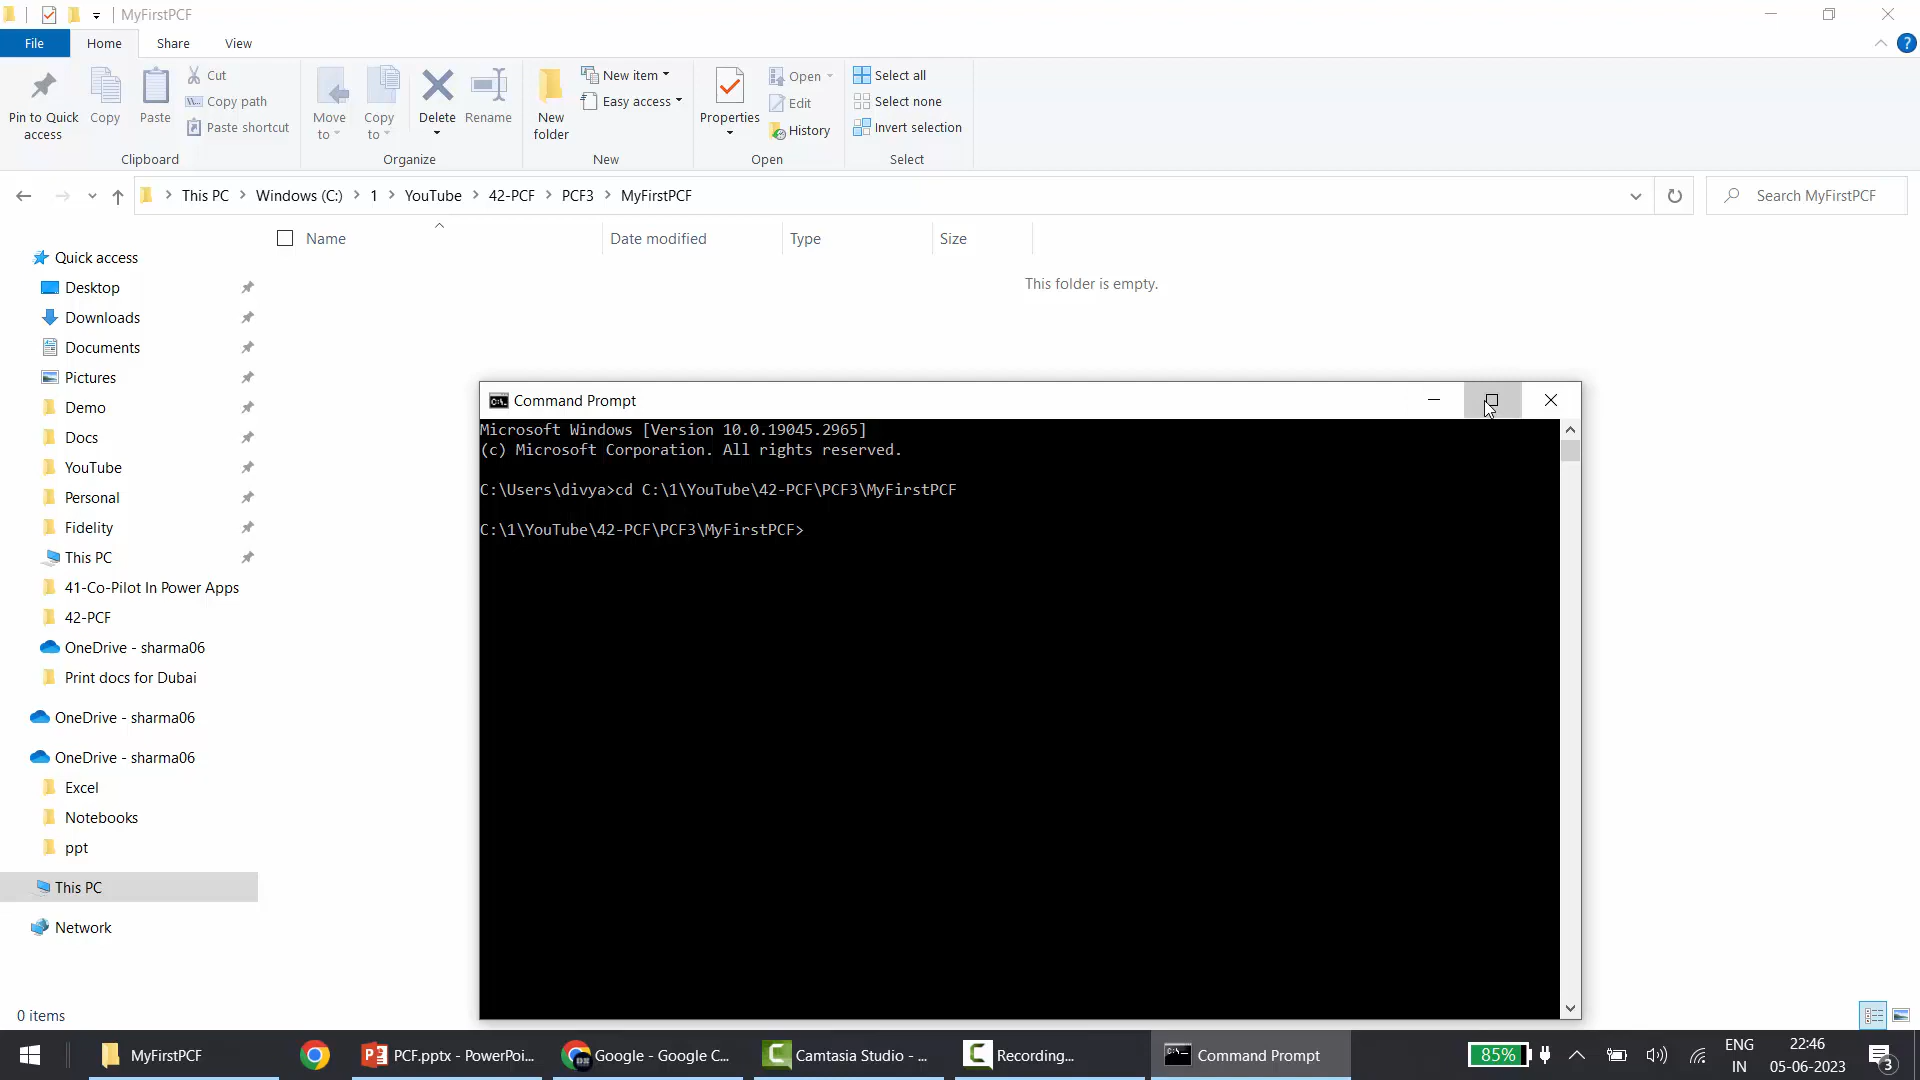 MyFirstPCF
File
Home
Share
View
Pin to Quick
access
Copy
Paste
Cut
Copy path
Paste shortcut
Clipboard
Move
to
Copy
to
Delete
Rename
Organize
New
folder
New item
Easy access
New
Properties
Open
Edit
History
Open
Select all
Select none
Invert selection
Select
This PC
Windows (C:)
1
YouTube
42-PCF
PCF3
MyFirstPCF
Search MyFirstPCF
Name
Date modified
Type
Size
This folder is empty.
Quick access
Desktop
Downloads
Documents
Pictures
Demo
Docs
YouTube
Personal
Fidelity
This PC
41-Co-Pilot In Power Apps
42-PCF
OneDrive - sharma06
Print docs for Dubai
OneDrive - sharma06
OneDrive - sharma06
Excel
Notebooks
ppt
This PC
Network
0 items
Command Prompt
Microsoft Windows [Version 10.0.19045.2965]
(c) Microsoft Corporation. All rights reserved.
C:\Users\divya>cd C:\1\YouTube\42-PCF\PCF3\MyFirstPCF
C:\1\YouTube\42-PCF\PCF3\MyFirstPCF>
MyFirstPCF
PCF.pptx - PowerPoi...
Google - Google C...
Camtasia Studio - ...
Recording...
Command Prompt
85%
ENG
IN
22:46
05-06-2023
3